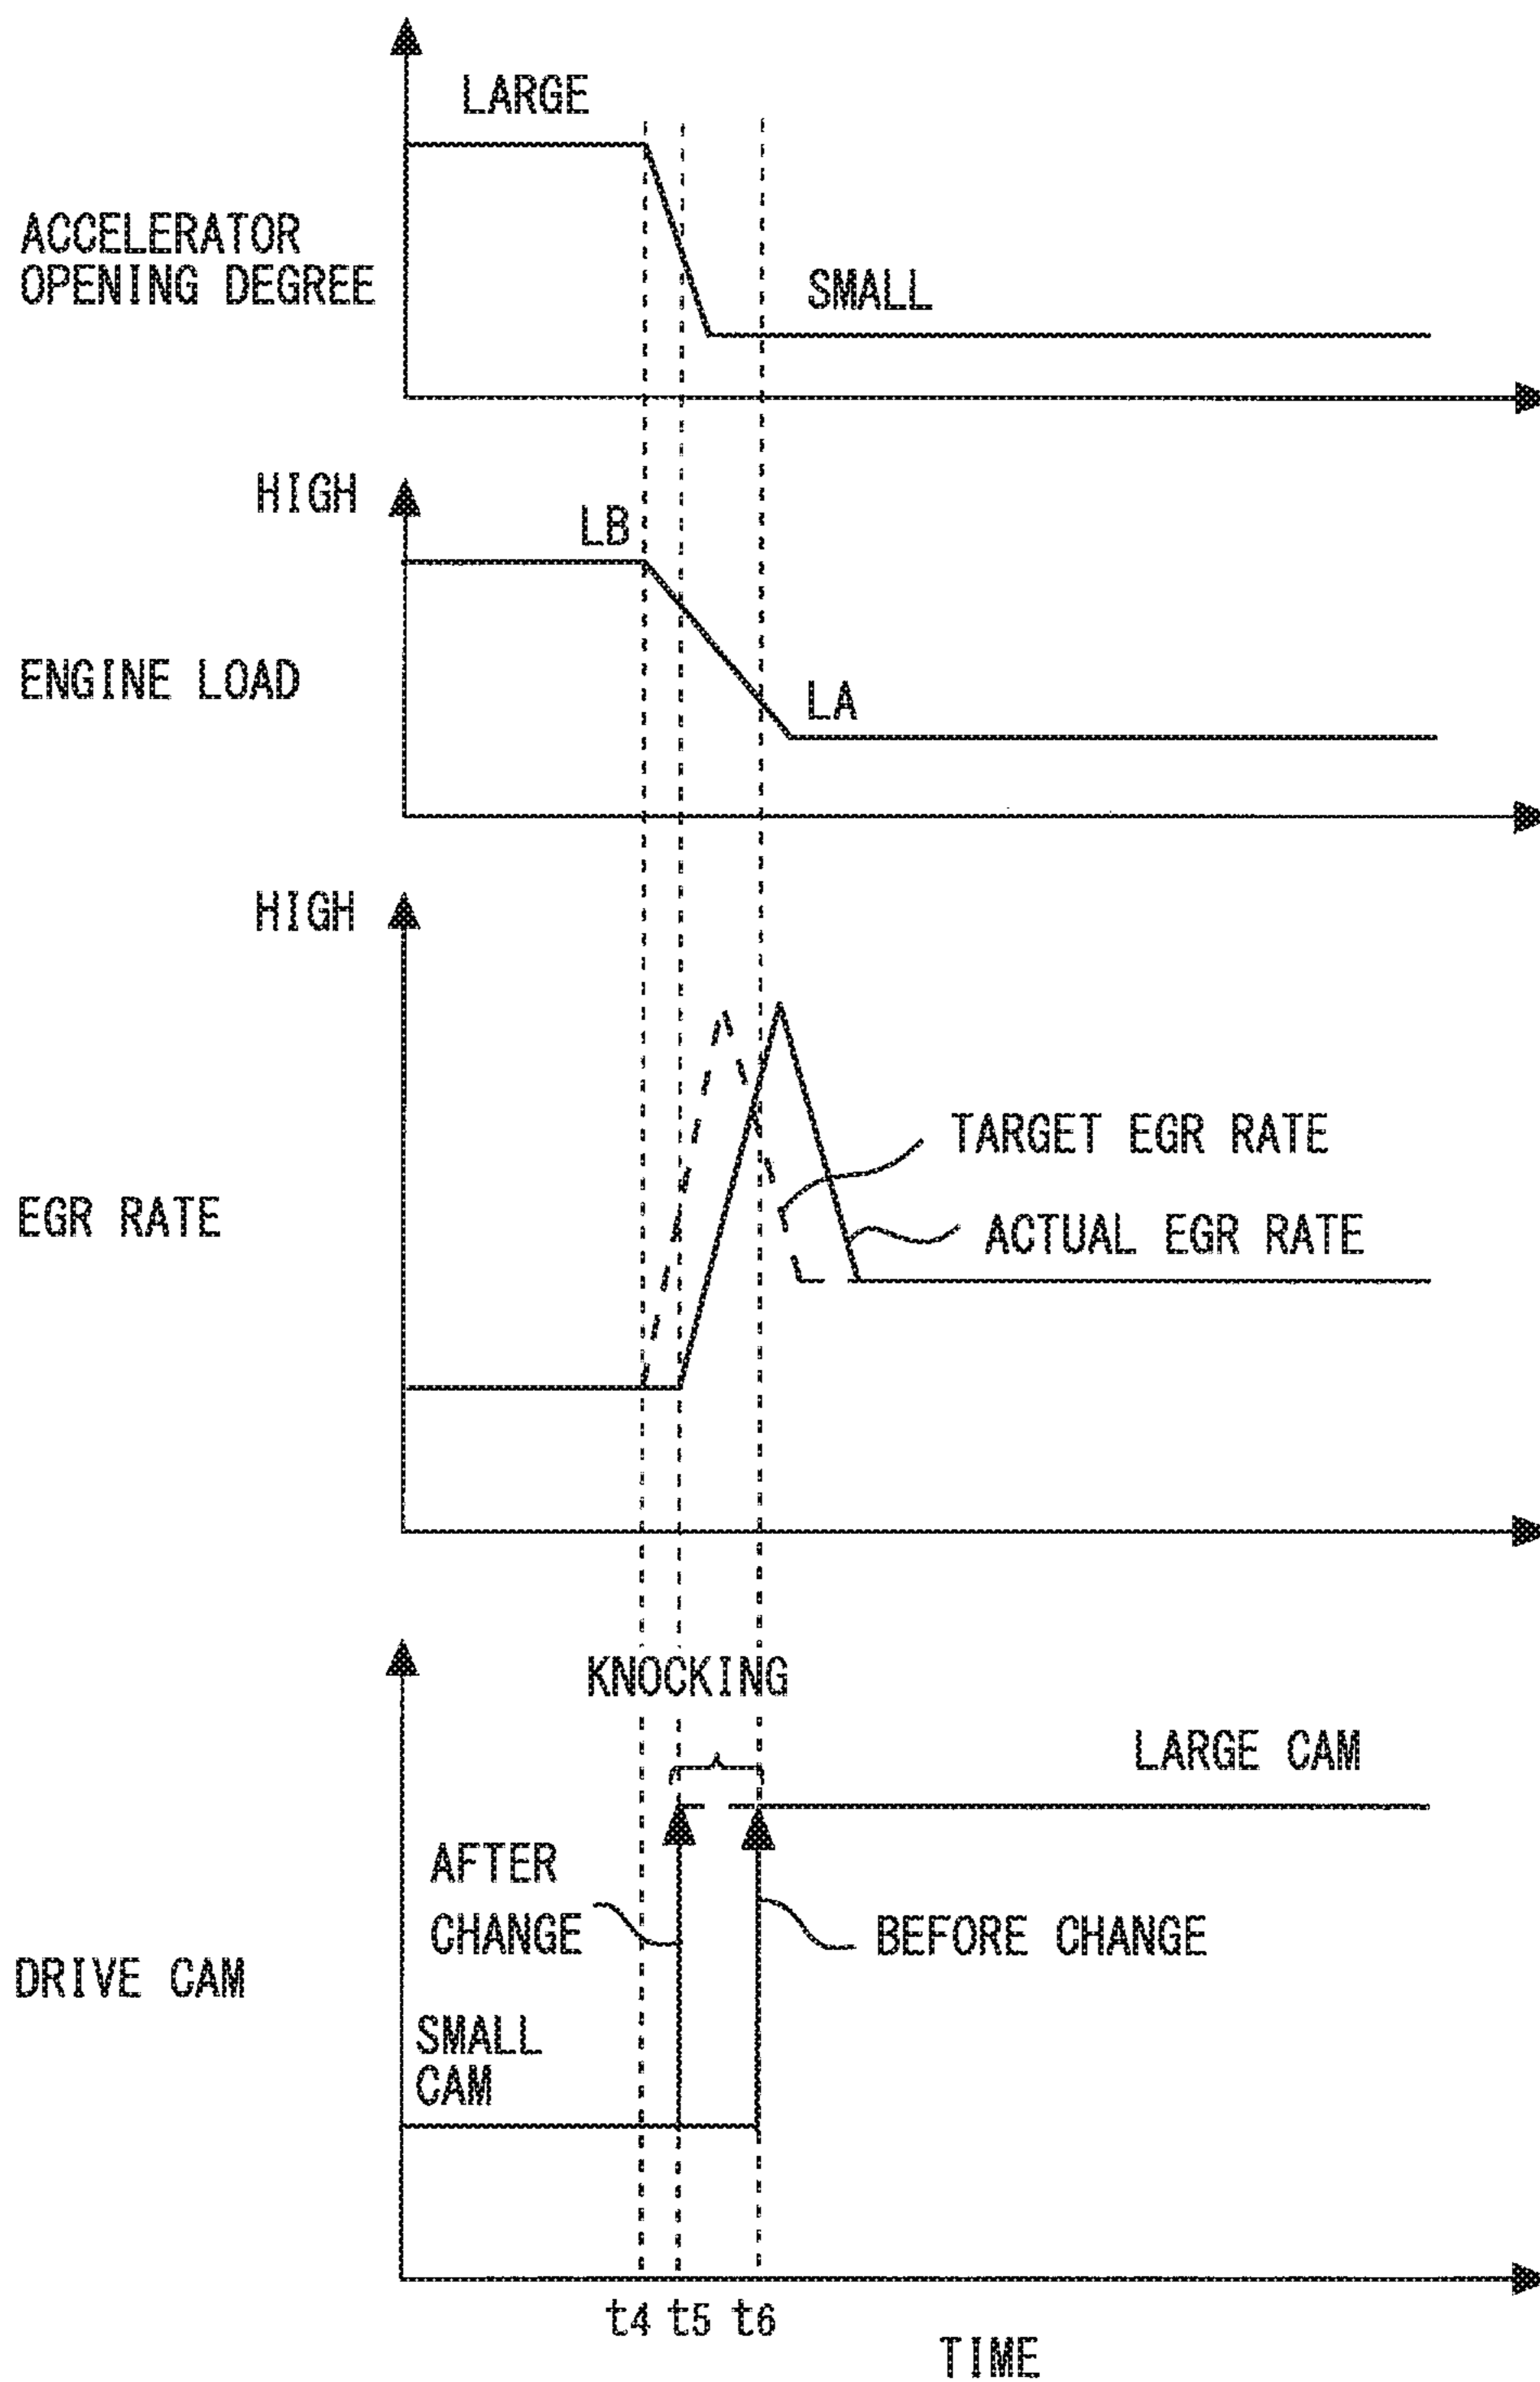 LARGE
ACCELERATOR
OPENING DEGREE
SMALL
HIGH
LB
ENGINE LOAD
LA
HIGH
TARGET EGR RATE
EGR RATE
ACTUAL EGR RATE
KNOCKING
LARGE CAM
AFTER
CHANGE
BEFORE CHANGE
DRIVE CAM
SMALL
CAM
t4 t5 t6
TIME